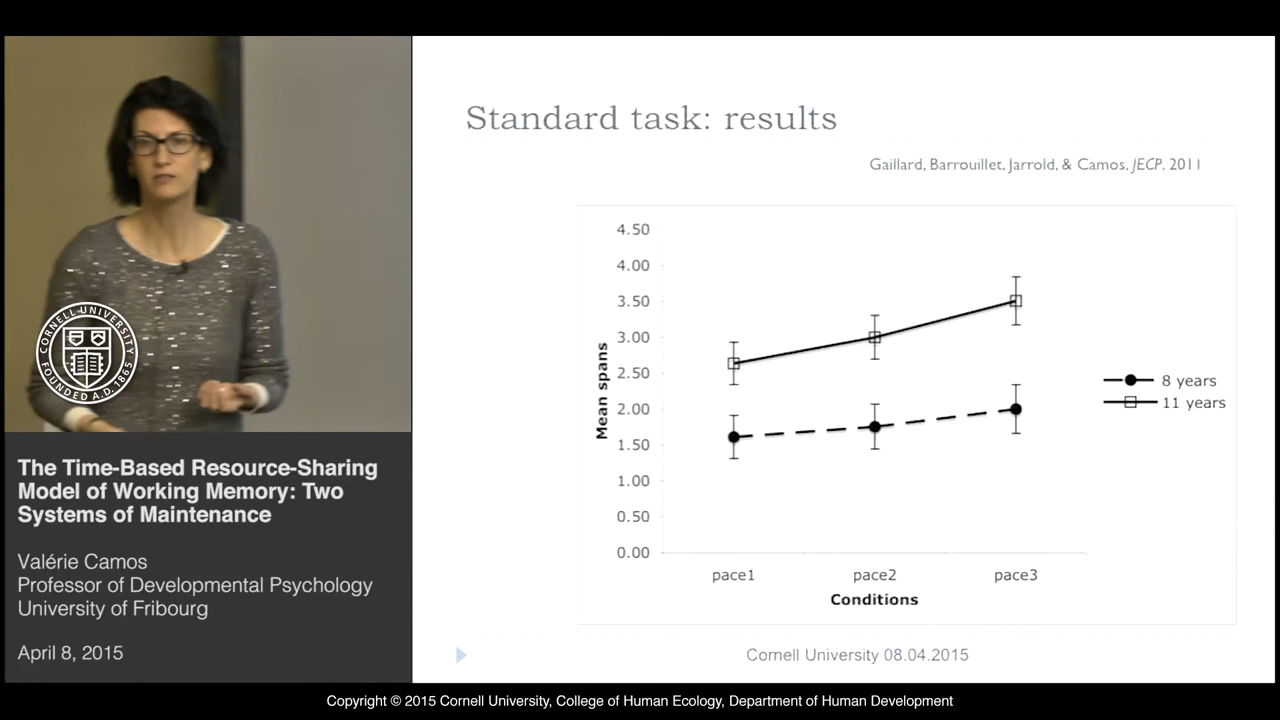 Standard task: results
Gaillard, Barrouillet, Jarrold, & Camos, JECP, 2011
4.50
4.00
3.50
3.00
2.50
2.00
1.50
1.00
0.50
0.00
Mean spans
pace1 pace2 pace3
Conditions
8 years
11 years
Cornell University 08.04.2015
CORNELL UNIVERSITY
FOUNDED A.D. 1865
The Time-Based Resource-Sharing
Model of Working Memory: Two
Systems of Maintenance
Valérie Camos
Professor of Developmental Psychology
University of Fribourg
April 8, 2015
Copyright © 2015 Cornell University, College of Human Ecology, Department of Human Development